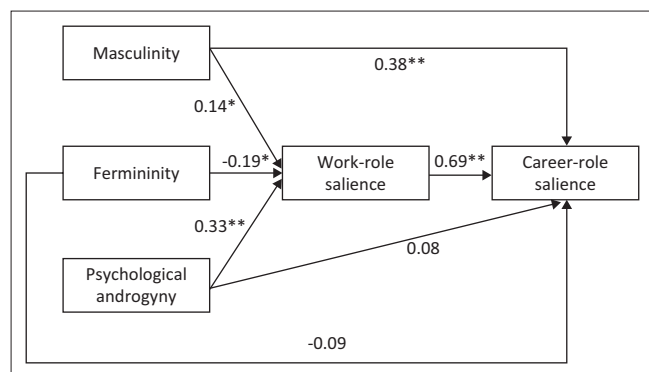 Masculinity
0.38**
0.14*
Fermininity
-0.19*
Work-role
salience
0.69**
Career-role
salience
0.33**
Psychological
androgyny
0.08
-0.09